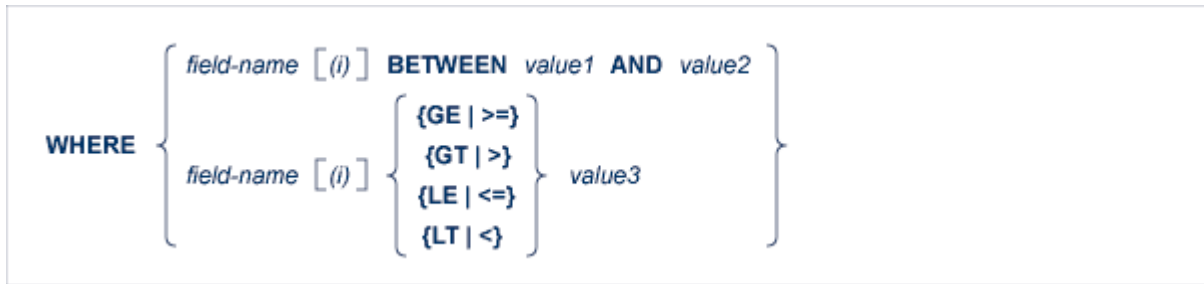 field-name [(i)] BETWEEN value1 AND value2
{GE | >=}
{GT | >}
WHERE
field-name [(i)] value3
{LE | <=}
{LT | <}